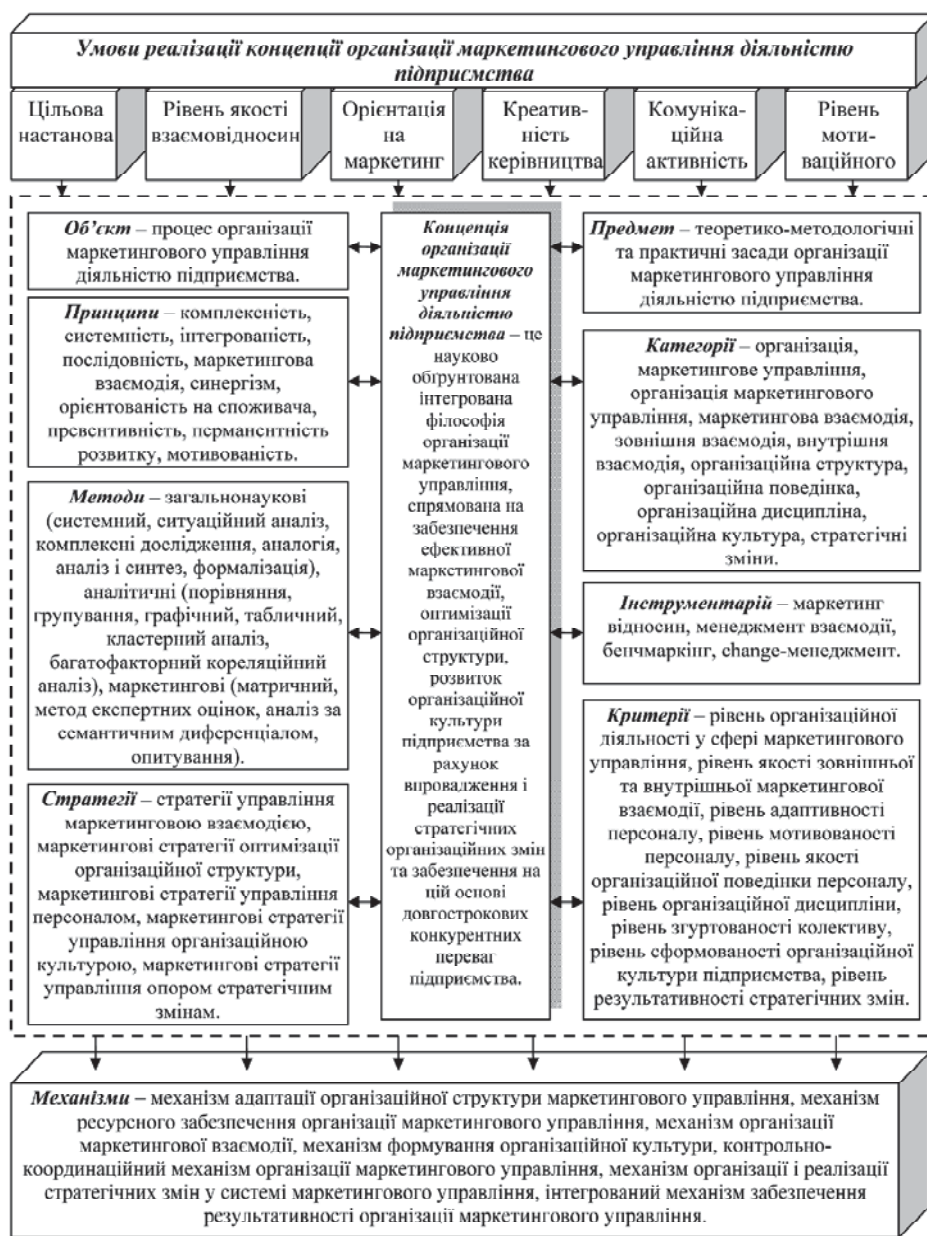 Умови реалізації концепції організації маркетингового управління діяльністю
підприємства
Цільова
настанова
Рівень якості
взаємовідносин
Орієнтація
на
маркетинг
Креатив-
ність
керівництва
Комуніка-
ційна
активність
Рівень
моти-
ваційного
Об’єкт – процес організації
маркетингового управління
діяльністю підприємства.
Принципи – комплексність,
системність, інтегрованість,
послідовність, маркетингова
взаємодія, синергізм,
орієнтованість на споживача,
превентивність, перманентність
розвитку, мотивованість.
Методи – загальнонаукові
(системний, ситуаційний аналіз,
комплексні дослідження, аналогія,
аналіз і синтез, формалізація),
аналітичні (порівняння,
групування, графічний, табличний,
кластерний аналіз,
багатофакторний кореляційний
аналіз), маркетингові (матричний,
метод експертних оцінок, аналіз за
семантичним диференціалом,
опитування).
Стратегії – стратегії управління
маркетинговою взаємодією,
маркетингові стратегії оптимізації
організаційної структури,
маркетингові стратегії управління
персоналом, маркетингові стратегії
управління організаційною
культурою, маркетингові стратегії
управління опором стратегічним
змінам.
Концепція
організації
маркетингового
управління
діяльністю
підприємства – це
науково
обґрунтована
інтегрована
філософія
організації
маркетингового
управління,
спрямована на
забезпечення
ефективної
маркетингової
взаємодії,
оптимізації
організаційної
структури,
розвиток
організаційної
культури
підприємства за
рахунок
впровадження і
реалізації
стратегічних
організаційних змін
та забезпечення на
цій основі
довгострокових
конкурентних
переваг
підприємства.
Предмет – теоретико-методологічні
та практичні засади організації
маркетингового управління
діяльністю підприємства.
Категорії – організація,
маркетингове управління,
організація маркетингового
управління, маркетингова взаємодія,
зовнішня взаємодія, внутрішня
взаємодія, організаційна структура,
організаційна поведінка,
організаційна дисципліна,
організаційна культура, стратегічні
зміни.
Інструментарій – маркетинг
відносин, менеджмент взаємодії,
бенчмаркінг, change-менеджмент.
Критерії – рівень організаційної
діяльності у сфері маркетингового
управління, рівень якості зовнішньої
та внутрішньої маркетингової
взаємодії, рівень адаптивності
персоналу, рівень мотивованості
персоналу, рівень якості
організаційної поведінки персоналу,
рівень організаційної дисципліни,
рівень згуртованості колективу,
рівень сформованості організаційної
культури підприємства, рівень
результативності стратегічних змін.
Механізми – механізм адаптації організаційної структури маркетингового управління, механізм
ресурсного забезпечення організації маркетингового управління, механізм організації
маркетингової взаємодії, механізм формування організаційної культури, контрольно-
координаційний механізм організації маркетингового управління, механізм організації і реалізації
стратегічних змін у системі маркетингового управління, інтегрований механізм забезпечення
результативності організації маркетингового управління.